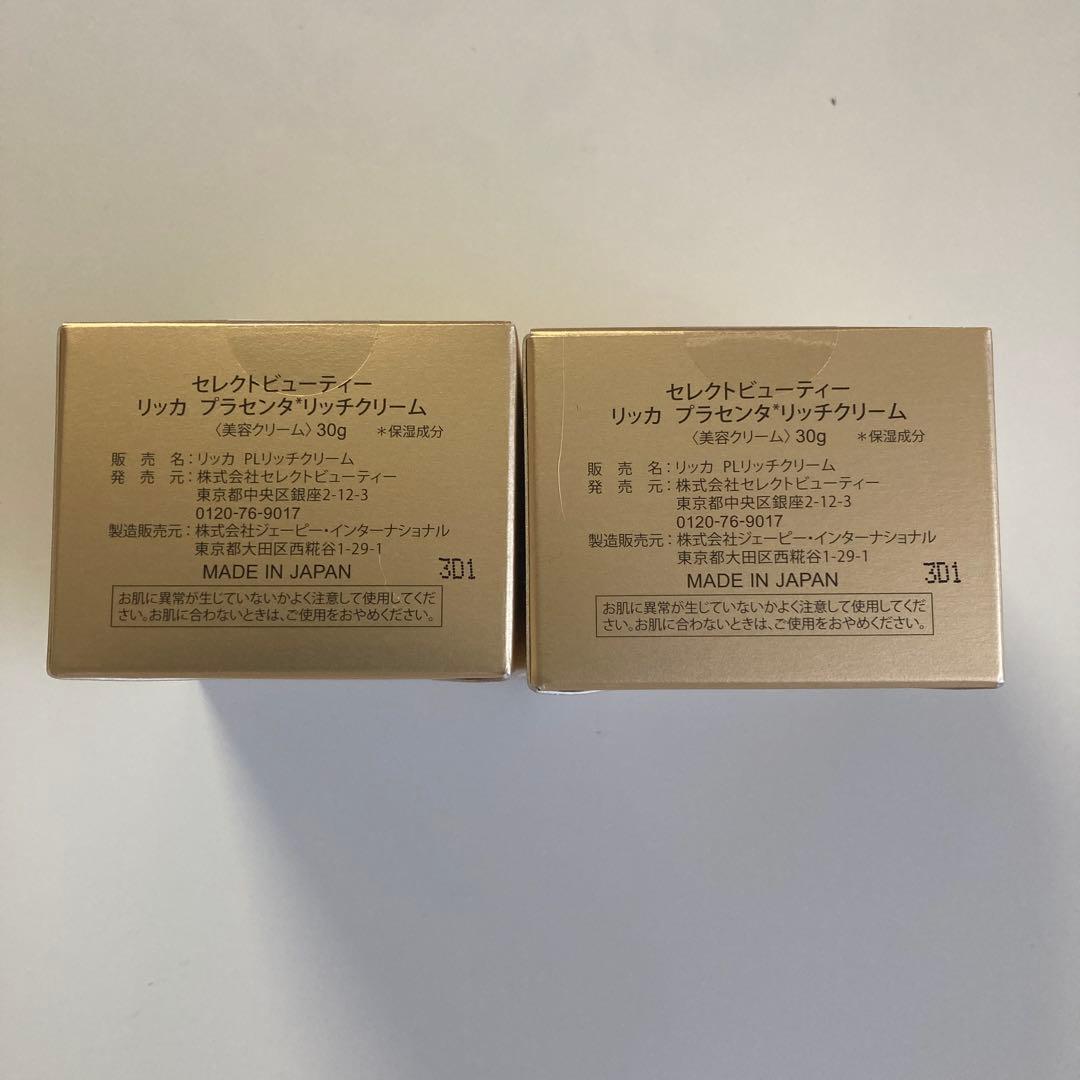 セレクトビューティー
リッカ プラセンタ*リッチクリーム
〈美容クリーム〉30g *保湿成分
販売名:リッカ PLリッチクリーム
発売元:株式会社セレクトビューティー
東京都中央区銀座2-12-3
0120-76-9017
製造販売元:株式会社ジェーピー・インターナショナル
東京都大田区西糀谷1-29-1
MADE IN JAPAN 3D1
お肌に異常が生じていないかよく注意して使用してくだ
さい。お肌に合わないときは、ご使用をおやめください。
セレクトビューティー
リッカ プラセンタ*リッチクリーム
〈美容クリーム〉30g *保湿成分
販売名:リッカ PLリッチクリーム
発売元:株式会社セレクトビューティー
東京都中央区銀座2-12-3
0120-76-9017
製造販売元:株式会社ジェーピー・インターナショナル
東京都大田区西糀谷1-29-1
MADE IN JAPAN 3D1
お肌に異常が生じていないかよく注意して使用してくだ
さい。お肌に合わないときは、ご使用をおやめください。